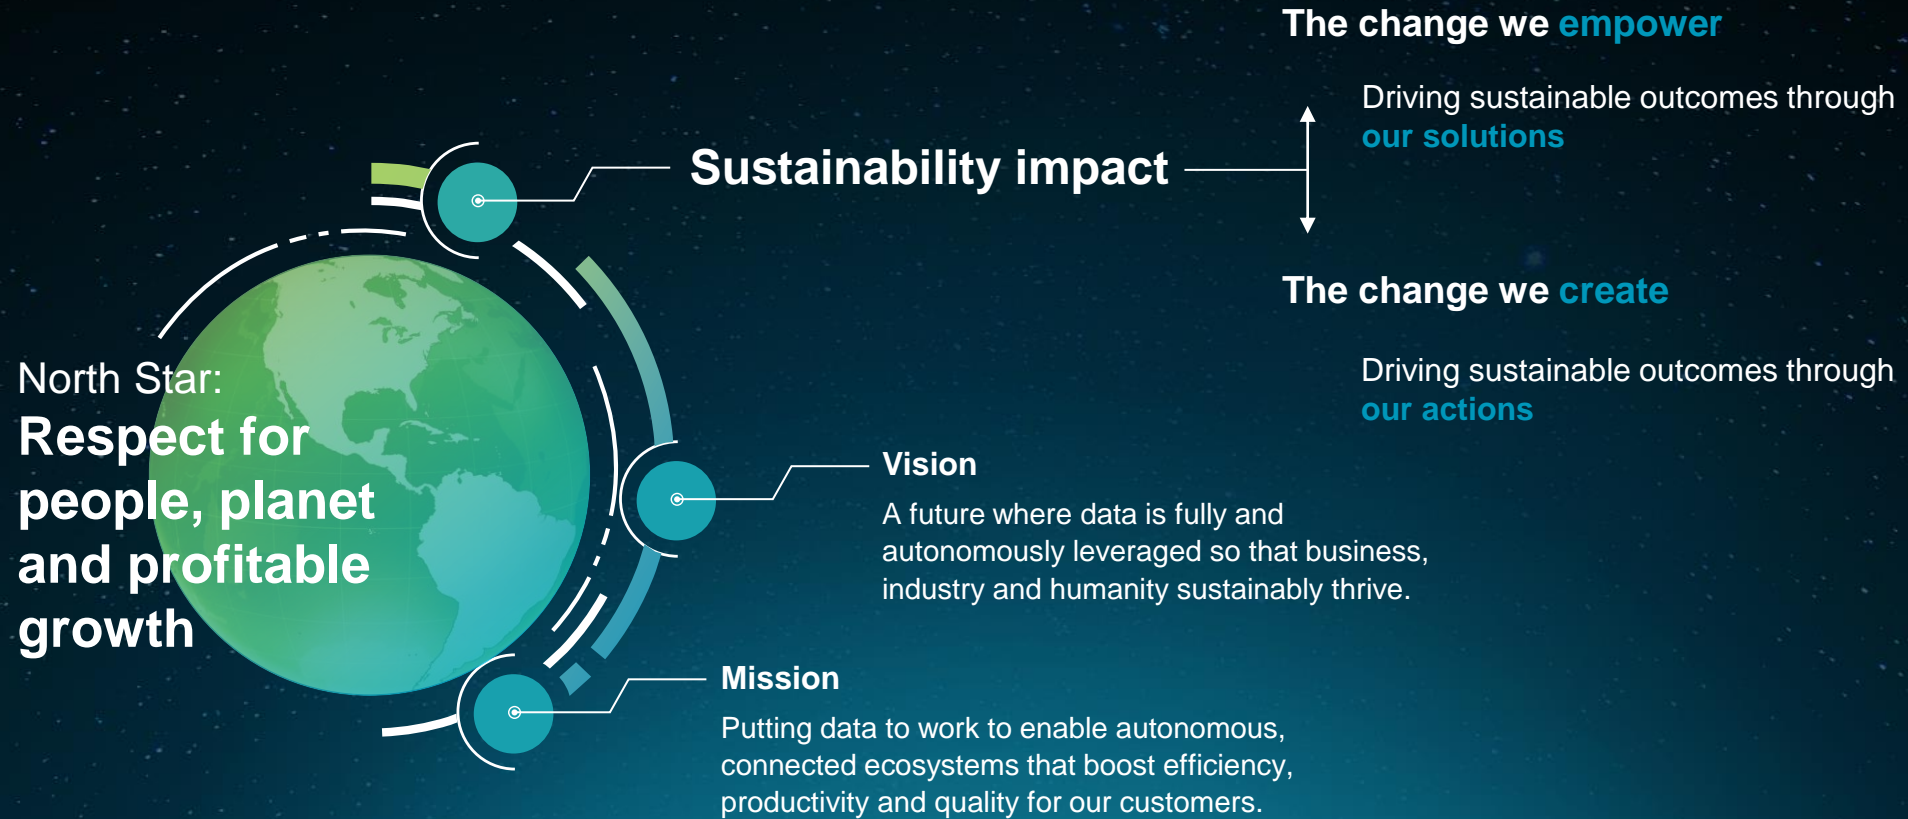 North Star:
Respect for
people, planet
and profitable
growth
Sustainability impact
The change we empower
Driving sustainable outcomes through
our solutions
The change we create
Driving sustainable outcomes through
our actions
Vision
A future where data is fully and
autonomously leveraged so that business,
industry and humanity sustainably thrive.
Mission
Putting data to work to enable autonomous,
connected ecosystems that boost efficiency,
productivity and quality for our customers.